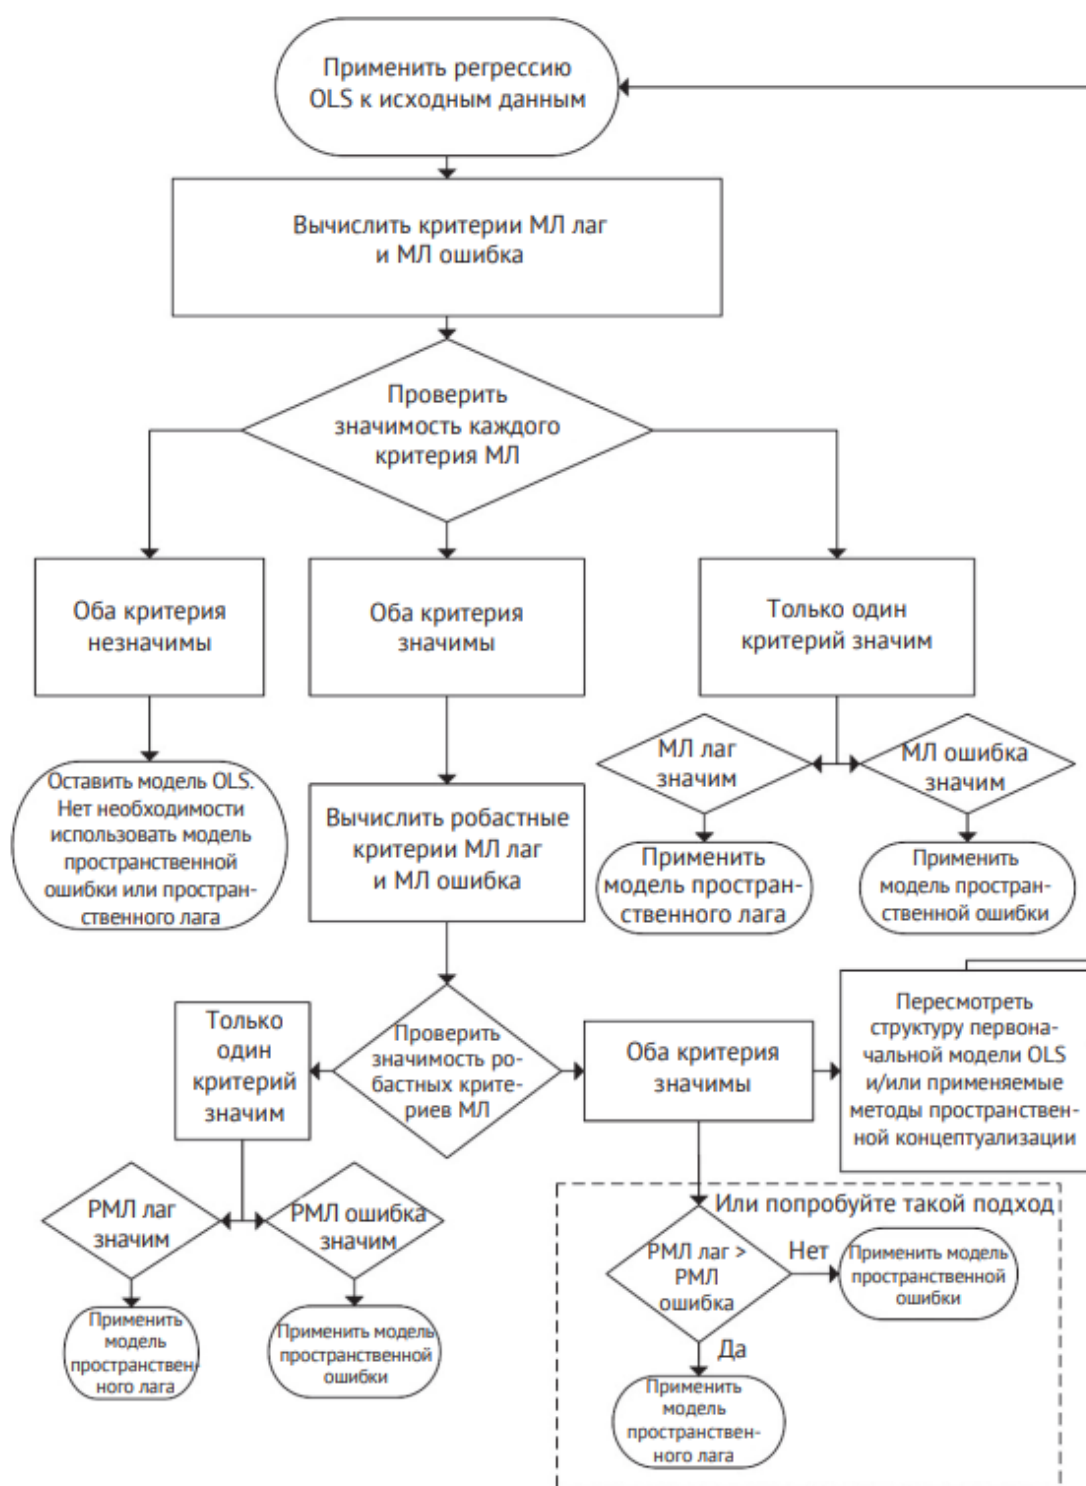 Применить регрессию
OLS к исходным данным
Вычислить критерии МЛ лаг
и МЛ ошибка
Проверить
значимость каждого
критерия МЛ
Оба критерия
незначимы
Оба критерия
значимы
Только один
критерий значим
МЛ лаг
значим
МЛ ошибка
значим
Оставить модель OLS.
Нет необходимости
использовать модель
пространственной
ошибки или простран-
ственного лага
Вычислить робастные
критерии МЛ лаг
и МЛ ошибка
Применить
модель простран-
ственного лага
Применить
модель простран-
ственной ошибки
Только
один
критерий
значим
Проверить
значимость ро-
бастных крите-
риев МЛ
Оба критерия
значимы
Пересмотреть
структуру первона-
чальной модели OLS
и/или применяемые
методы пространствен-
ной концептуализации
РМЛ лаг
значим
РМЛ ошибка
значим
Или попробуйте такой подход
РМЛ лаг >
РМЛ
ошибка
Нет
Применить модель
пространственной
ошибки
Да
Применить
модель
пространствен-
ного лага
Применить модель
пространственной
ошибки
Применить
модель
пространствен-
ного лага